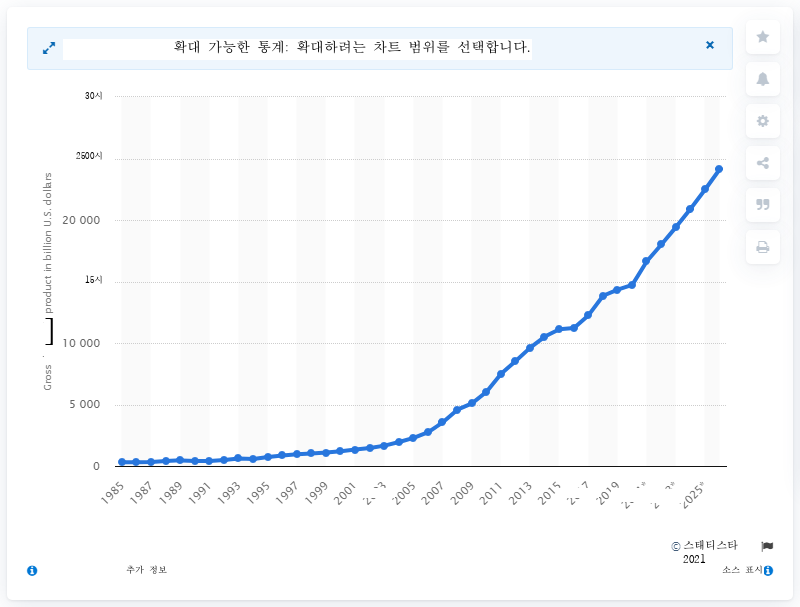 확대 가능한 통계: 확대하려는 차트 범위를 선택합니다.
30시
2500시
20 000
15시
10 000
5 000
0
Gross
product in billion U.S. dollars
1985
1987
1989
1991
1993
1995
1997
1999
2001
2005
2007
2009
2011
2013
2015
2019
2025*
© 스태티스타
2021
추가 정보
소스 표시